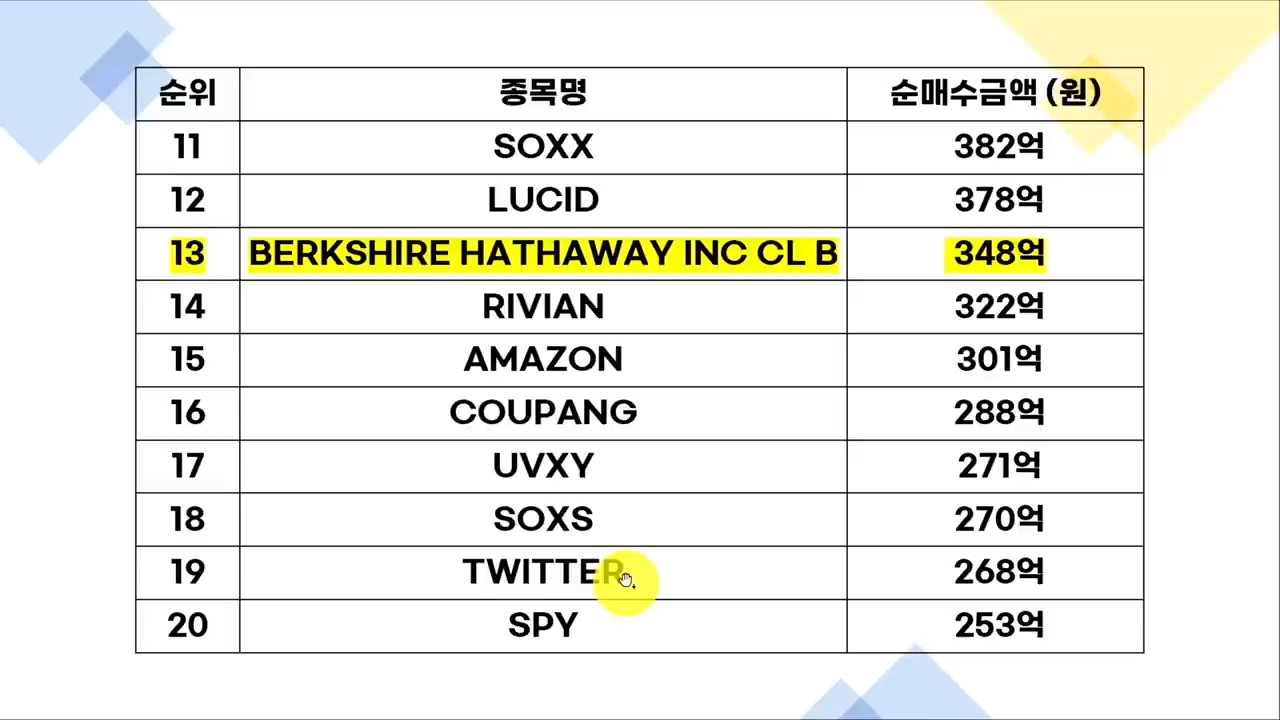 순위 종목명 순매수금액 (원)
11 SOXX 382억
12 LUCID 378억
13 BERKSHIRE HATHAWAY INC CL B 348억
14 RIVIAN 322억
15 AMAZON 301억
16 COUPANG 288억
17 UVXY 271억
18 SOXS 270억
19 TWITTER 268억
20 SPY 253억